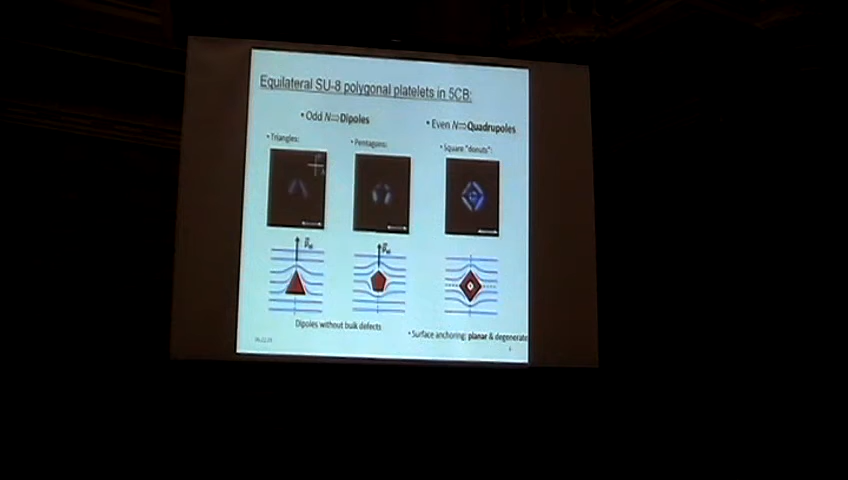 Equilateral SU-8 polygonal platelets in 5CB:
• Odd N⇒Dipoles
• Even N⇒Quadrupoles
• Triangles:
• Pentagons:
• Square "donuts":
Dipoles without bulk defects
• Surface anchoring: planar & degenerate